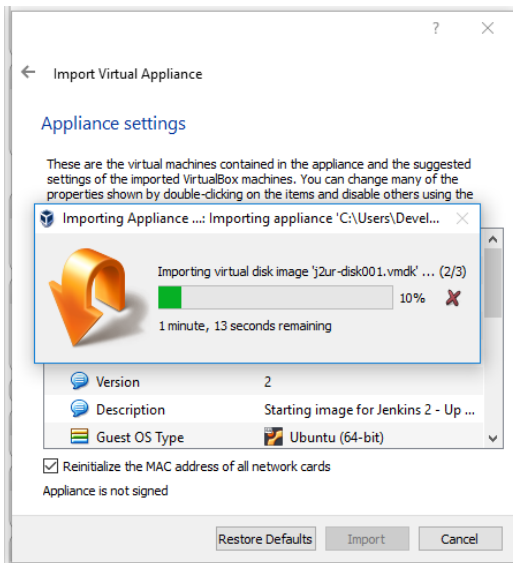 ?
Import Virtual Appliance
Appliance settings
These are the virtual machines contained in the appliance and the suggested
settings of the imported VirtualBox machines. You can change many of the
properties shown by double-clicking on the items and disable others using the
Importing Appliance ...: Importing appliance 'C:\Users\Devel...
Importing virtual disk image 'j2ur-disk001.vmdk' ... (2/3)
10%
1 minute, 13 seconds remaining
Version 2
Description Starting image for Jenkins 2 - Up ...
Guest OS Type Ubuntu (64-bit)
Reinitialize the MAC address of all network cards
Appliance is not signed
Restore Defaults Import Cancel